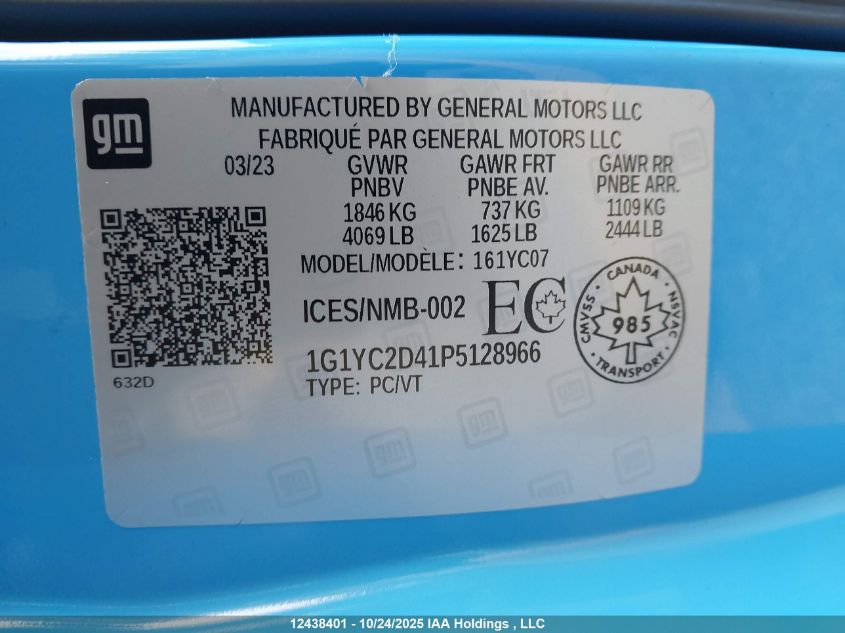 gm
MANUFACTURED BY GENERAL MOTORS LLC
FABRIQUÉ PAR GENERAL MOTORS LLC
03/23 GVWR GAWR FRT GAWR RR
PNBV PNBE AV. PNBE ARR.
1846 KG 737 KG 1109 KG
4069 LB 1625 LB 2444 LB
MODEL/MODÈLE: 161YC07
ICES/NMB-002 EC
CANADA
CMVSS 985 NSVAC
TRANSPORT
1G1YC2D41P5128966
632D TYPE: PC/VT
12438401 - 10/24/2025 IAA Holdings , LLC